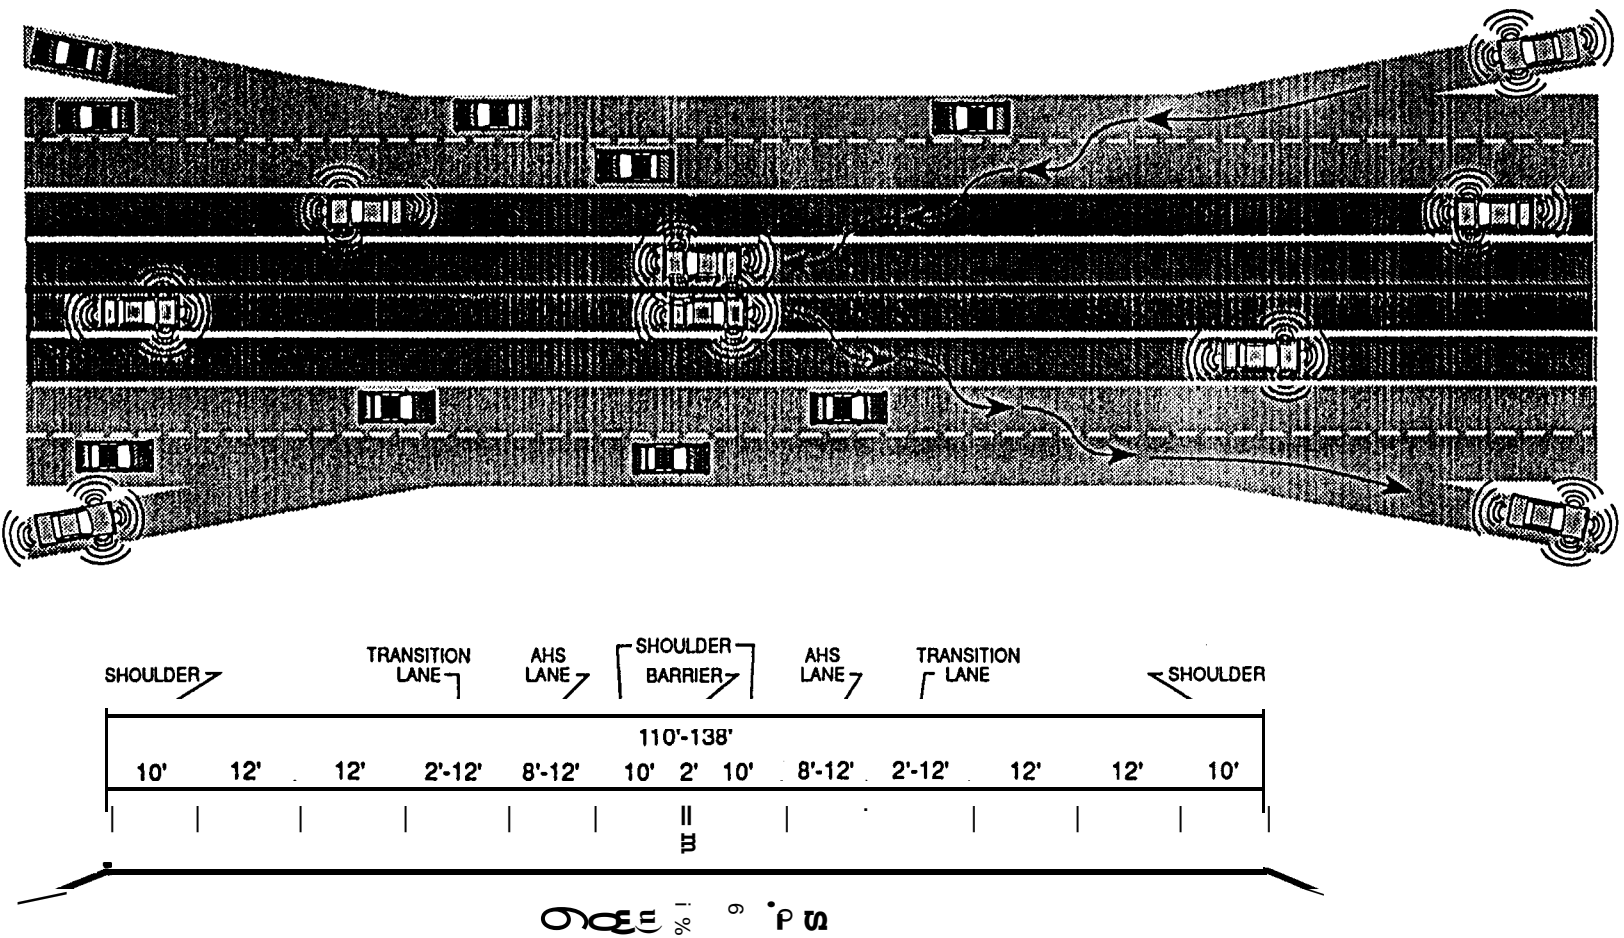 SHOULDER
TRANSITION
LANE
AHS
LANE
SHOULDER
BARRIER
AHS
LANE
TRANSITION
LANE
SHOULDER
110'-138'
10' 12' 12' 2'-12' 8'-12' 10' 2' 10' 8'-12' 2'-12' 12' 12' 10'